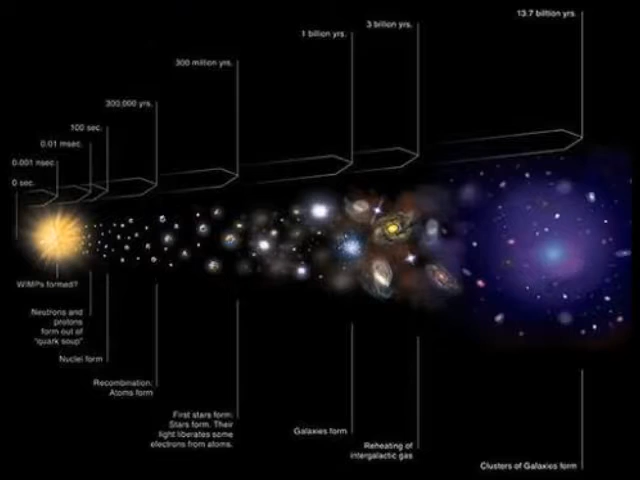 13.7 billion yrs.
3 billion yrs.
1 billion yrs.
300 million yrs.
300,000 yrs.
100 sec.
0.01 msec.
0.001 nsec.
0 sec.
WIMPs formed?
Neutrons and
protons
form out of
"quark soup"
Nuclei form
Recombination:
Atoms form
First stars form:
Stars form. Their
light liberates some
electrons from atoms.
Galaxies form
Reheating of
intergalactic gas
Clusters of Galaxies form